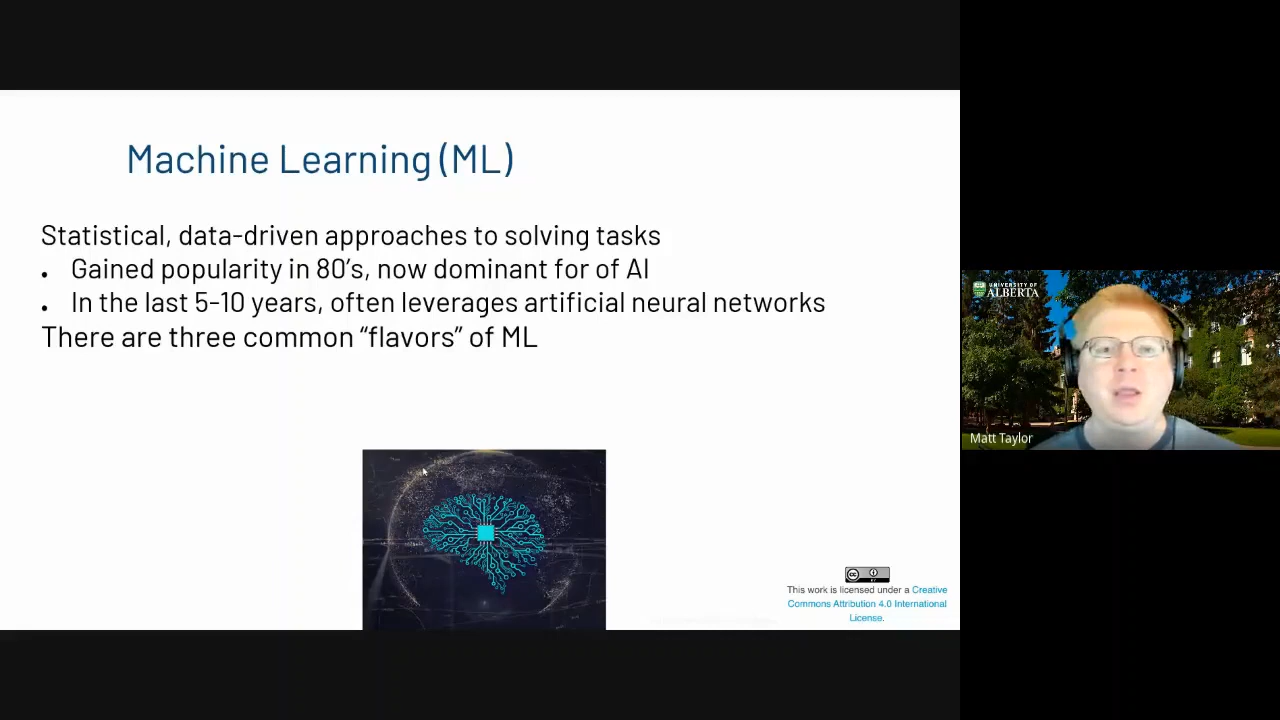 Machine Learning (ML)
Statistical, data-driven approaches to solving tasks
• Gained popularity in 80's, now dominant for of AI
• In the last 5-10 years, often leverages artificial neural networks
There are three common “flavors” of ML
cc
BY
This work is licensed under a Creative
Commons Attribution 4.0 International
License.
UNIVERSITY OF
ALBERTA
Matt Taylor